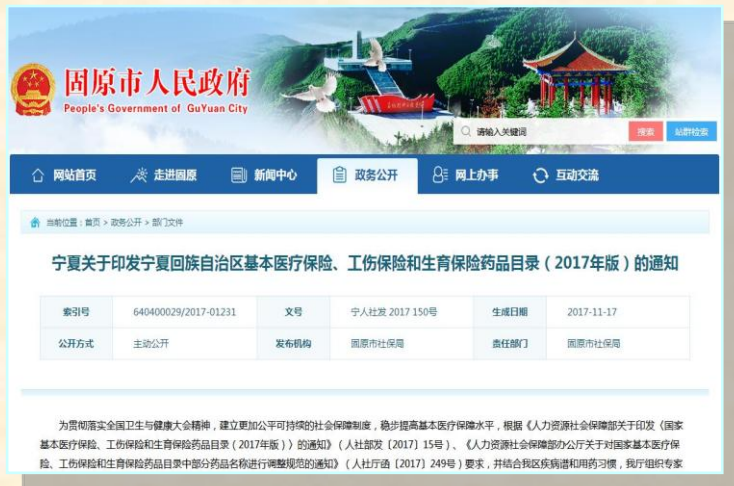 固原市人民政府
People's Government of GuYuan City
请输入关键词 搜索 站群检索
网站首页 走进固原 新闻中心 政务公开 网上办事 互动交流
当前位置：首页 > 政务公开 > 部门文件
宁夏关于印发宁夏回族自治区基本医疗保险、工伤保险和生育保险药品目录（2017年版）的通知
索引号 640400029/2017-01231 文号 宁人社发 2017 150号 生成日期 2017-11-17
公开方式 主动公开 发布机构 固原市社保局 责任部门 固原市社保局
为贯彻落实全国卫生与健康大会精神，建立更加公平可持续的社会保障制度，稳步提高基本医疗保障水平，根据《人力资源社会保障部关于印发〈国家
基本医疗保险、工伤保险和生育保险药品目录（2017年版）〉的通知》（人社部发〔2017〕15号）、《人力资源社会保障部办公厅关于对国家基本医疗保
险、工伤保险和生育保险药品目录中部分药品名称进行调整规范的通知》（人社厅函〔2017〕249号）要求，并结合我区疾病谱和用药习惯，我厅组织专家